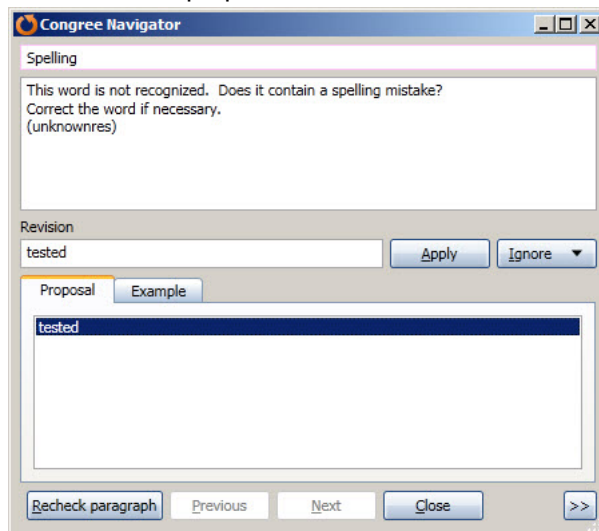 Congree Navigator
Spelling
This word is not recognized. Does it contain a spelling mistake?
Correct the word if necessary.
(unknownres)
Revision
tested
Apply
Ignore
Proposal
Example
tested
Recheck paragraph
Previous
Next
Close
>>